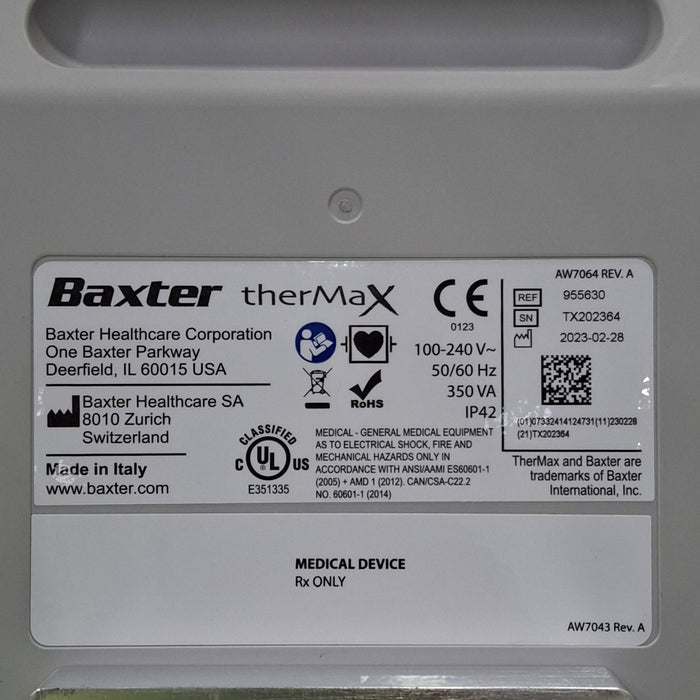 Baxter therMaX
Baxter Healthcare Corporation
One Baxter Parkway
Deerfield, IL 60015 USA
Baxter Healthcare SA
8010 Zurich
Switzerland
Made in Italy
www.baxter.com
CE
0123
RoHS
100-240 V~
50/60 Hz
350 VA
IP42
CLASSIFIED
C UL US
E351335
MEDICAL - GENERAL MEDICAL EQUIPMENT
AS TO ELECTRICAL SHOCK, FIRE AND
MECHANICAL HAZARDS ONLY IN
ACCORDANCE WITH ANSI/AAMI ES60601-1
(2005) + AMD 1 (2012). CAN/CSA-C22.2
NO. 60601-1 (2014)
AW7064 REV. A
REF 955630
SN TX202364
2023-02-28
(01)07332414124731(11)230228
(21)TX202364
TherMax and Baxter are
trademarks of Baxter
International, Inc.
MEDICAL DEVICE
Rx ONLY
AW7043 Rev. A